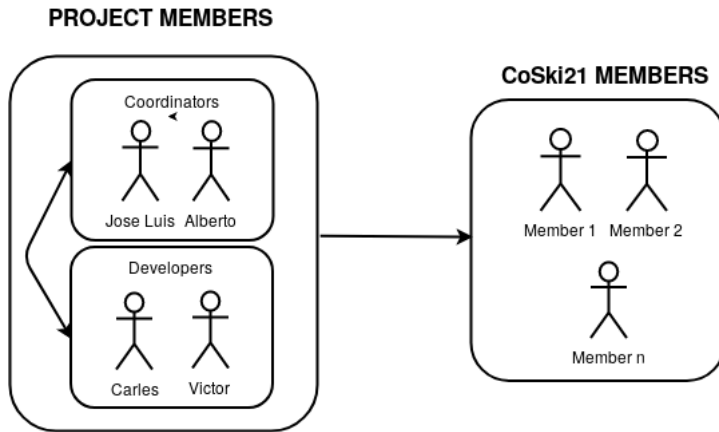 PROJECT MEMBERS
Coordinators
Jose Luis Alberto
Developers
Carles Victor
CoSki21 MEMBERS
Member 1 Member 2
Member n